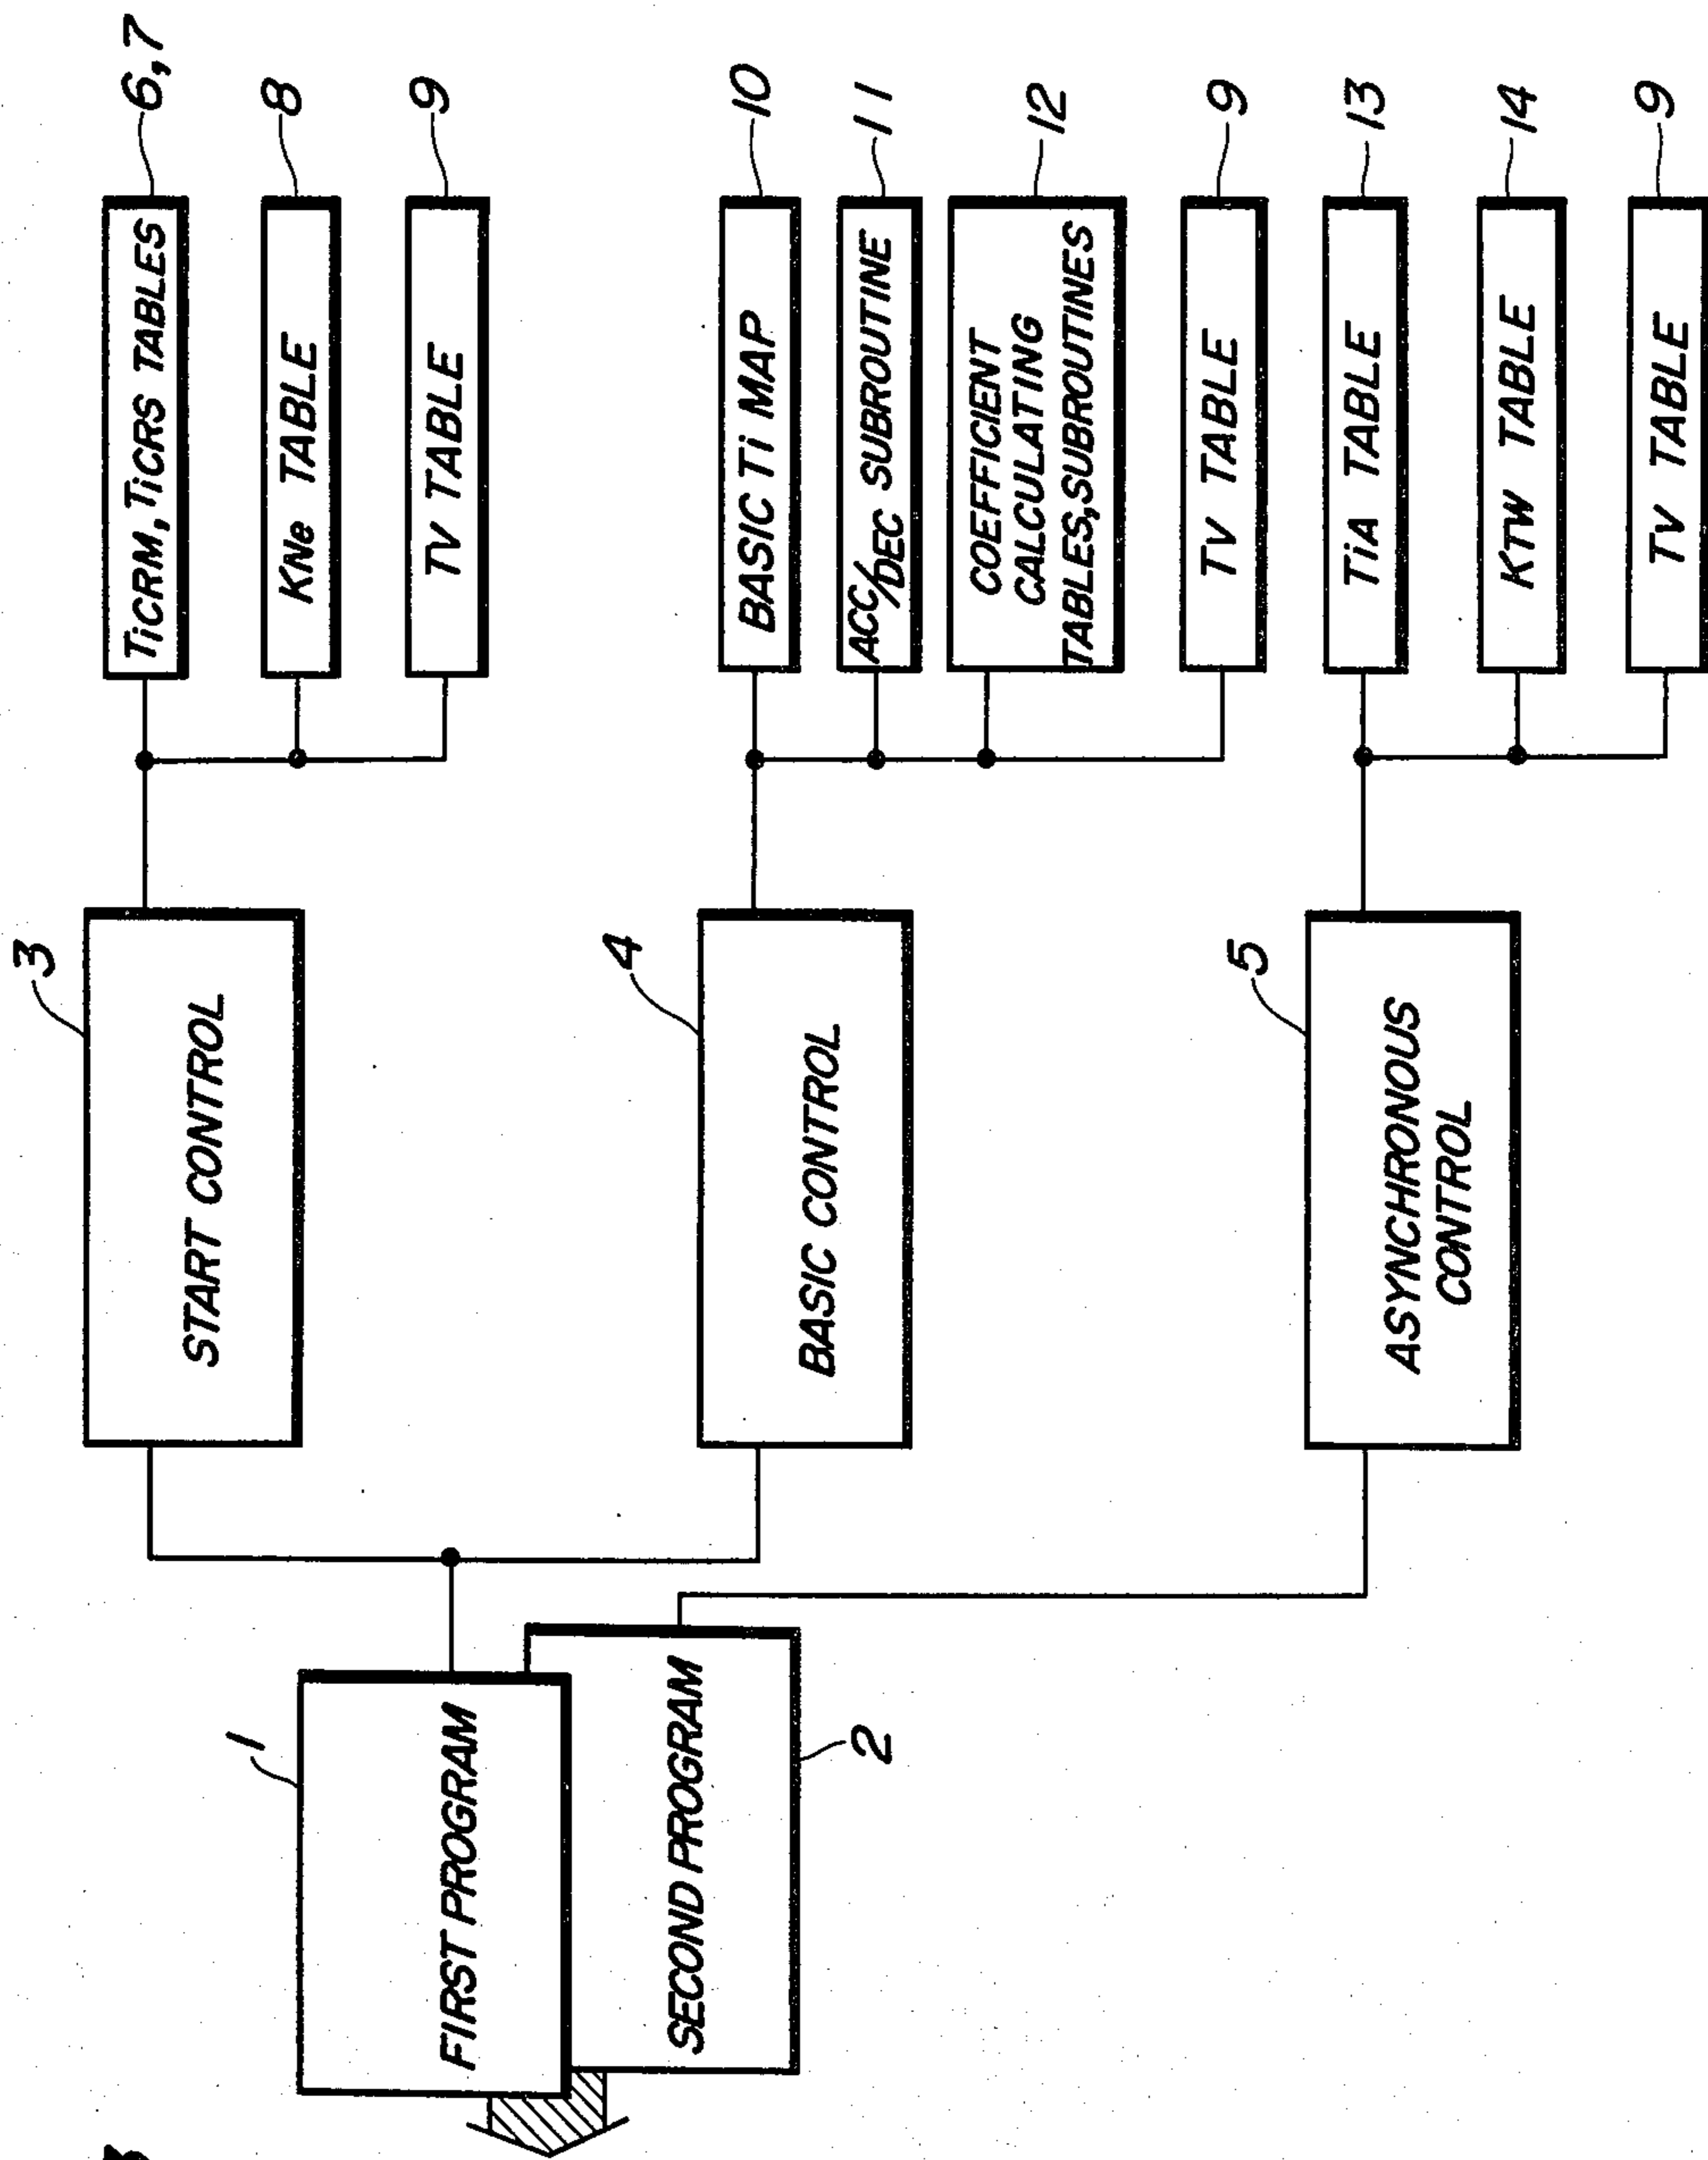 1
FIRST PROGRAM
SECOND PROGRAM
2
3
START CONTROL
4
BASIC CONTROL
5
ASYNCHRONOUS
CONTROL
TiCRM,TiCRS TABLES
6,7
KNe TABLE
8
TV TABLE
9
BASIC Ti MAP
10
ACC/DEC SUBROUTINE
11
COEFFICIENT
CALCULATING
TABLES,SUBROUTINES
12
TV TABLE
9
TiA TABLE
13
KTW TABLE
14
TV TABLE
9